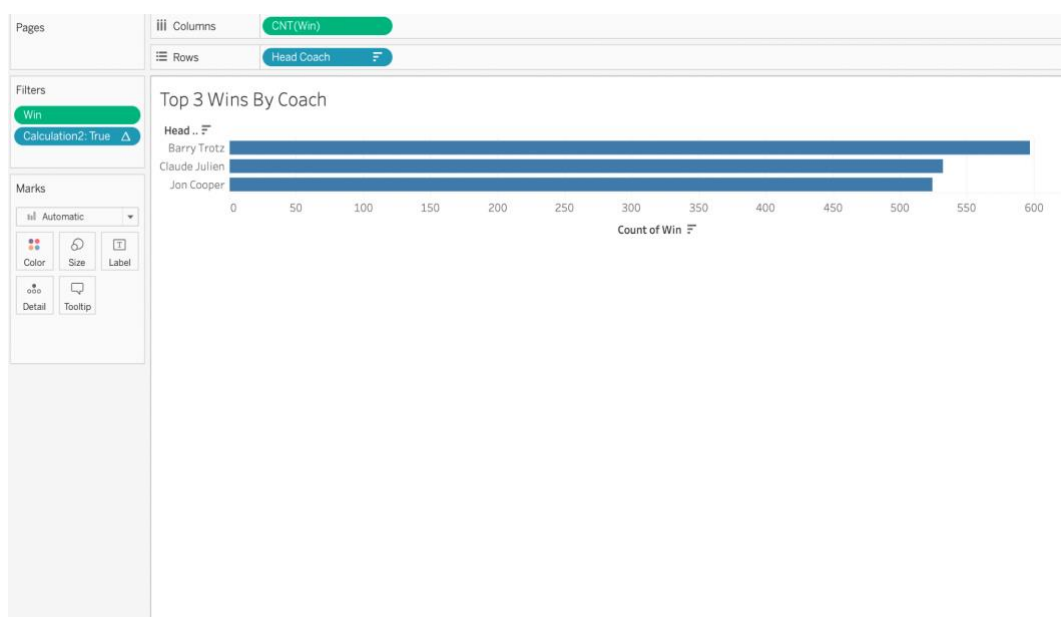 Pages
Columns
CNT(Win)
Rows
Head Coach
Filters
Win
Calculation2: True
Top 3 Wins By Coach
Head ..
Barry Trotz
Claude Julien
Jon Cooper
0 50 100 150 200 250 300 350 400 450 500 550 600
Count of Win
Marks
Automatic
Color Size Label
Detail Tooltip